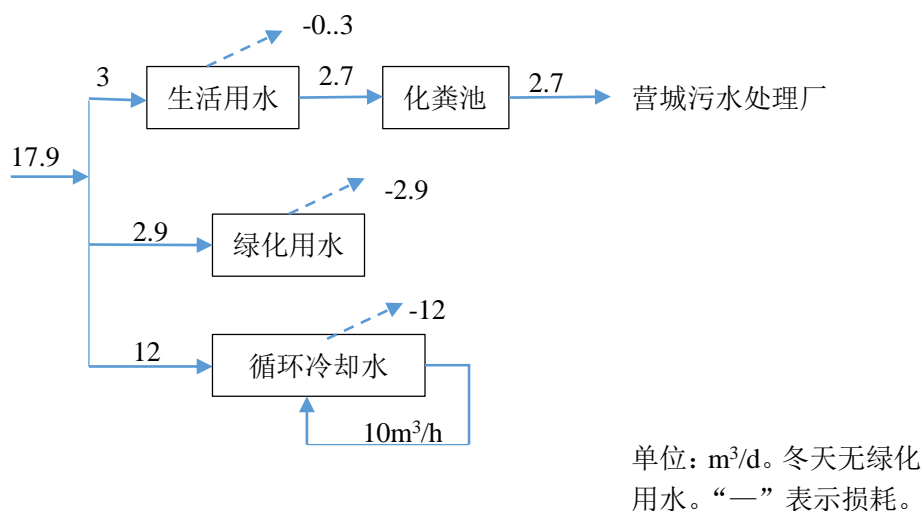 -0..3
3
生活用水
2.7
化粪池
2.7
营城污水处理厂
17.9
-2.9
2.9
绿化用水
-12
12
循环冷却水
10m³/h
单位：m³/d。冬天无绿化
用水。“—”表示损耗。